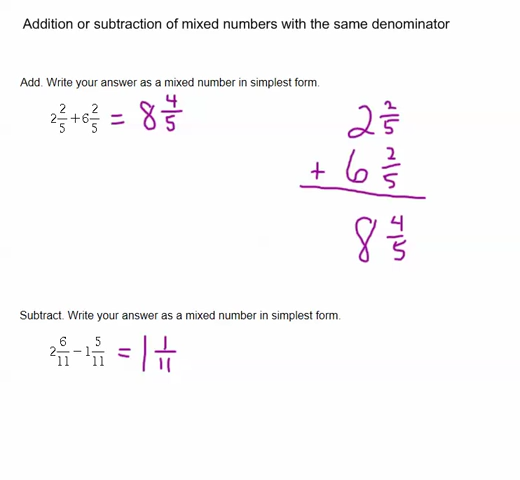 Addition or subtraction of mixed numbers with the same denominator
Add. Write your answer as a mixed number in simplest form.
2 2/5 + 6 2/5 = 8 4/5
2 2/5
+ 6 2/5
8 4/5
Subtract. Write your answer as a mixed number in simplest form.
2 6/11 − 1 5/11 = 1 1/11